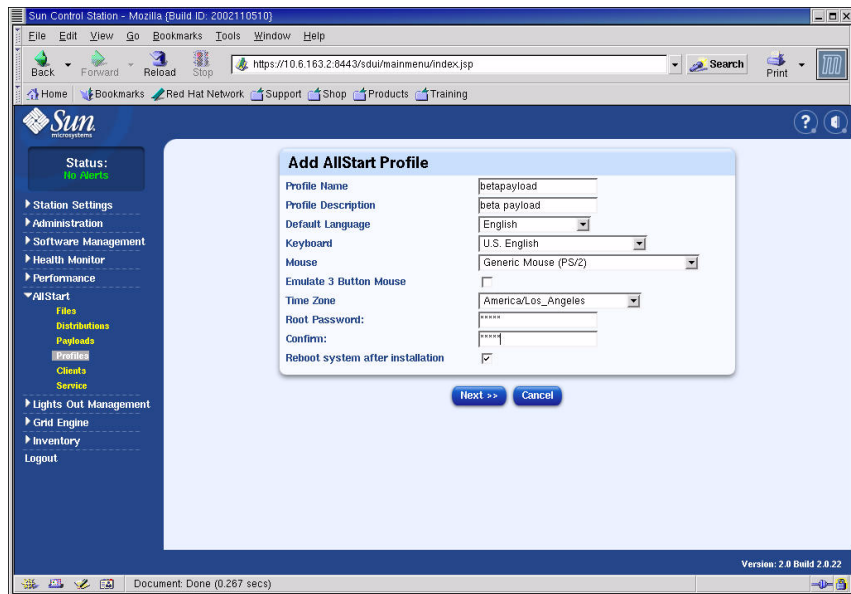 Sun Control Station - Mozilla {Build ID: 2002110510}
File Edit View Go Bookmarks Tools Window Help
Back Forward Reload Stop https://10.6.163.2:8443/sdui/mainmenu/index.jsp Search Print
Home Bookmarks Red Hat Network Support Shop Products Training
Sun
microsystems
?
Status:
No Alerts
Station Settings
Administration
Software Management
Health Monitor
Performance
AllStart
Files
Distributions
Payloads
Profiles
Clients
Service
Lights Out Management
Grid Engine
Inventory
Logout
Add AllStart Profile
Profile Name betapayload
Profile Description beta payload
Default Language English
Keyboard U.S. English
Mouse Generic Mouse (PS/2)
Emulate 3 Button Mouse
Time Zone America/Los_Angeles
Root Password: *****
Confirm: *****
Reboot system after installation
Next >> Cancel
Version: 2.0 Build 2.0.22
Document: Done (0.267 secs)